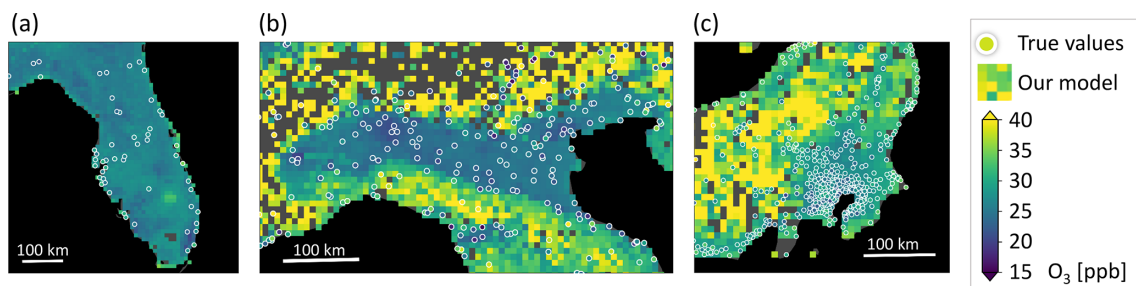 (a)
(b)
(c)
100 km
100 km
100 km
True values
Our model
40
35
30
25
20
15
O₃ [ppb]